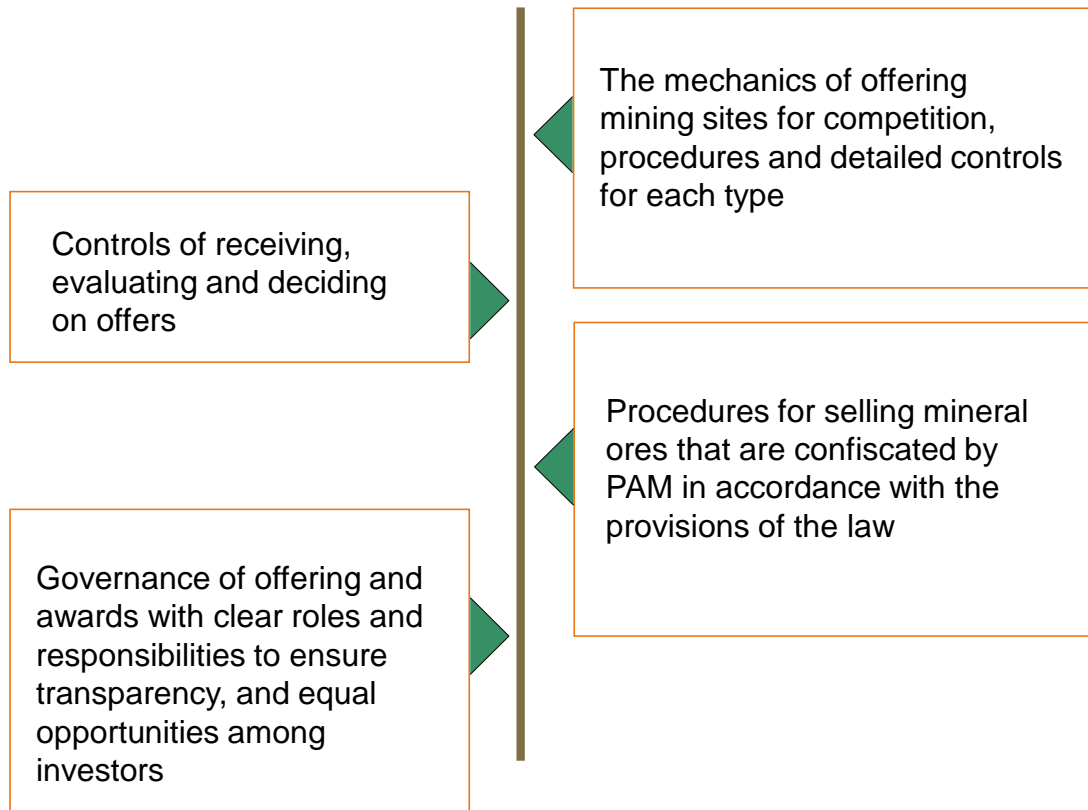 The mechanics of offering
mining sites for competition,
procedures and detailed controls
for each type
Controls of receiving,
evaluating and deciding
on offers
Procedures for selling mineral
ores that are confiscated by
PAM in accordance with the
provisions of the law
Governance of offering and
awards with clear roles and
responsibilities to ensure
transparency, and equal
opportunities among
investors